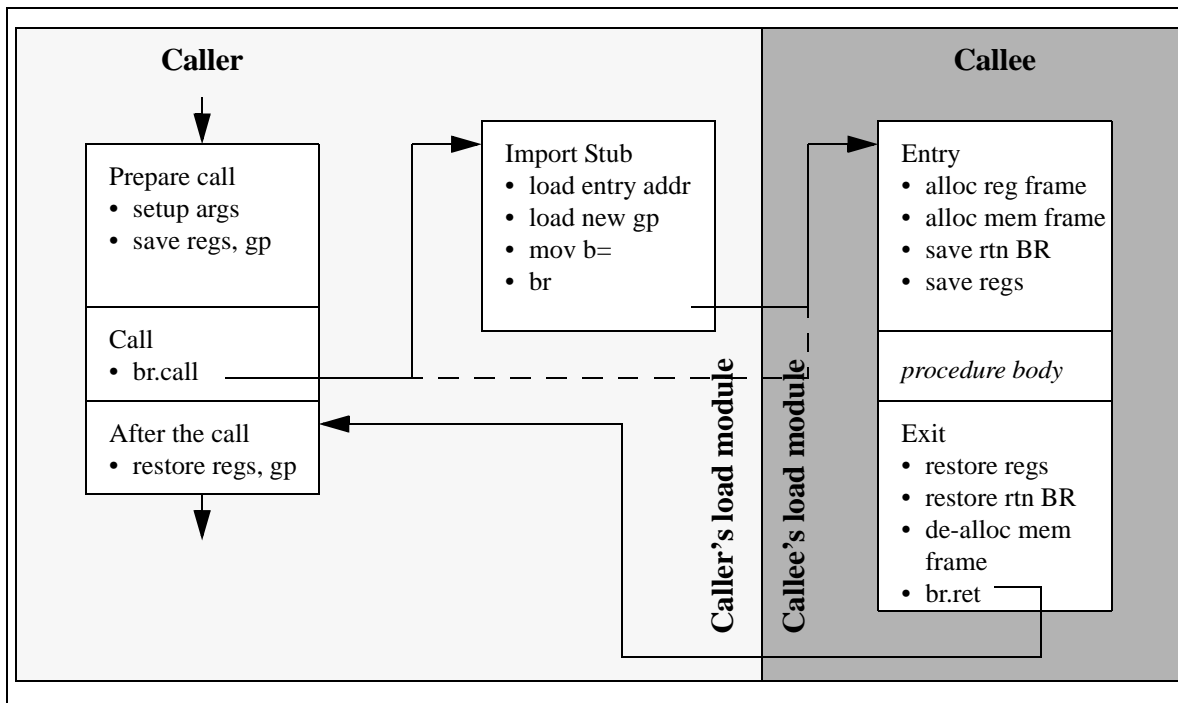 Caller
Prepare call
• setup args
• save regs, gp
Call
• br.call
After the call
• restore regs, gp
Import Stub
• load entry addr
• load new gp
• mov b=
• br
Caller’s load module
Callee’s load module
Callee
Entry
• alloc reg frame
• alloc mem frame
• save rtn BR
• save regs
procedure body
Exit
• restore regs
• restore rtn BR
• de-alloc mem
frame
• br.ret